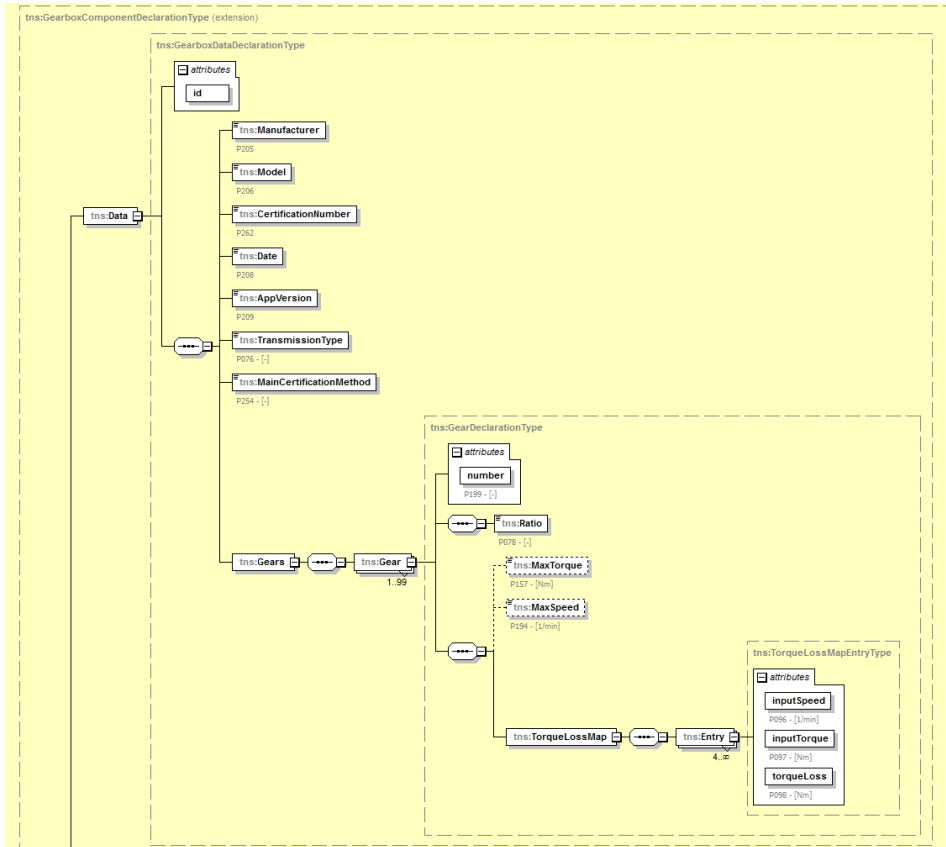 tns:GearboxComponentDeclarationType (extension)
tns:GearboxDataDeclarationType
attributes
id
tns:Manufacturer
P205
tns:Model
P206
tns:CertificationNumber
P262
tns:Data
tns:Date
P208
tns:AppVersion
P209
tns:TransmissionType
P076 - [-]
tns:MainCertificationMethod
P254 - [-]
tns:GearDeclarationType
attributes
number
P199 - [-]
tns:Ratio
P078 - [-]
tns:Gears
tns:Gear
1..99
tns:MaxTorque
P157 - [Nm]
tns:MaxSpeed
P194 - [1/min]
tns:TorqueLossMapEntryType
attributes
inputSpeed
P096 - [1/min]
tns:TorqueLossMap
tns:Entry
4..∞
inputTorque
P097 - [Nm]
torqueLoss
P098 - [Nm]